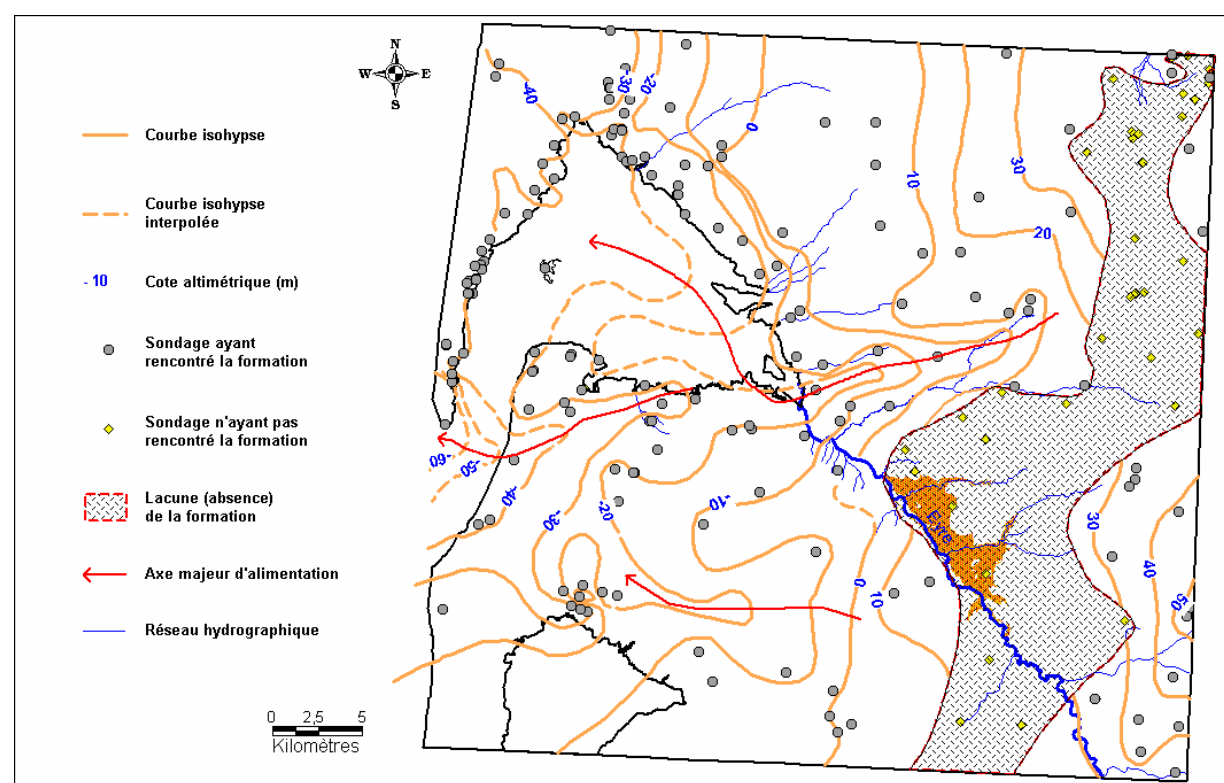 N
W E
S
Courbe isohypse
Courbe isohypse
interpolée
- 10 Cote altimétrique (m)
Sondage ayant
rencontré la formation
Sondage n'ayant pas
rencontré la formation
Lacune (absence)
de la formation
Axe majeur d'alimentation
Réseau hydrographique
0 2,5 5
Kilomètres
-40
-30
-20
0
10
30
20
-60
-50
-40
-30
-20
-10
0
10
Eyre
30
40
50